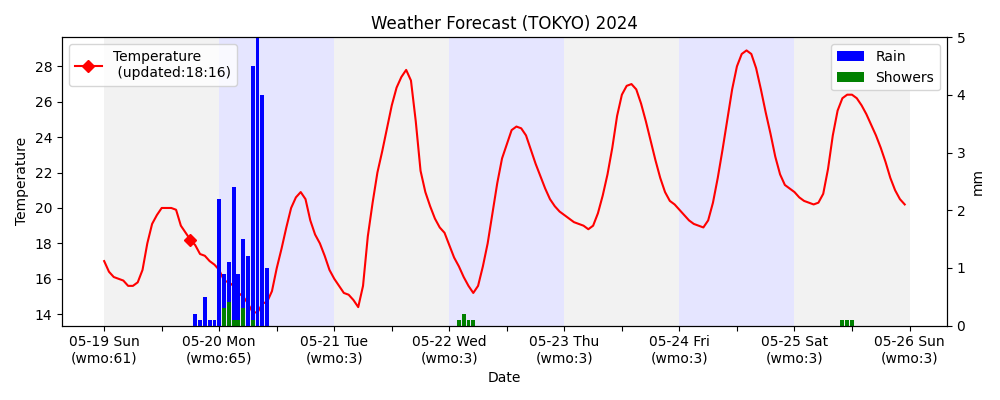 Weather Forecast (TOKYO) 2024
Temperature
(updated:18:16)
Rain
Showers
Temperature
28
26
24
22
20
18
16
14
5
4
3
2
1
0
mm
05-19 Sun
(wmo:61)
05-20 Mon
(wmo:65)
05-21 Tue
(wmo:3)
05-22 Wed
(wmo:3)
05-23 Thu
(wmo:3)
05-24 Fri
(wmo:3)
05-25 Sat
(wmo:3)
05-26 Sun
(wmo:3)
Date